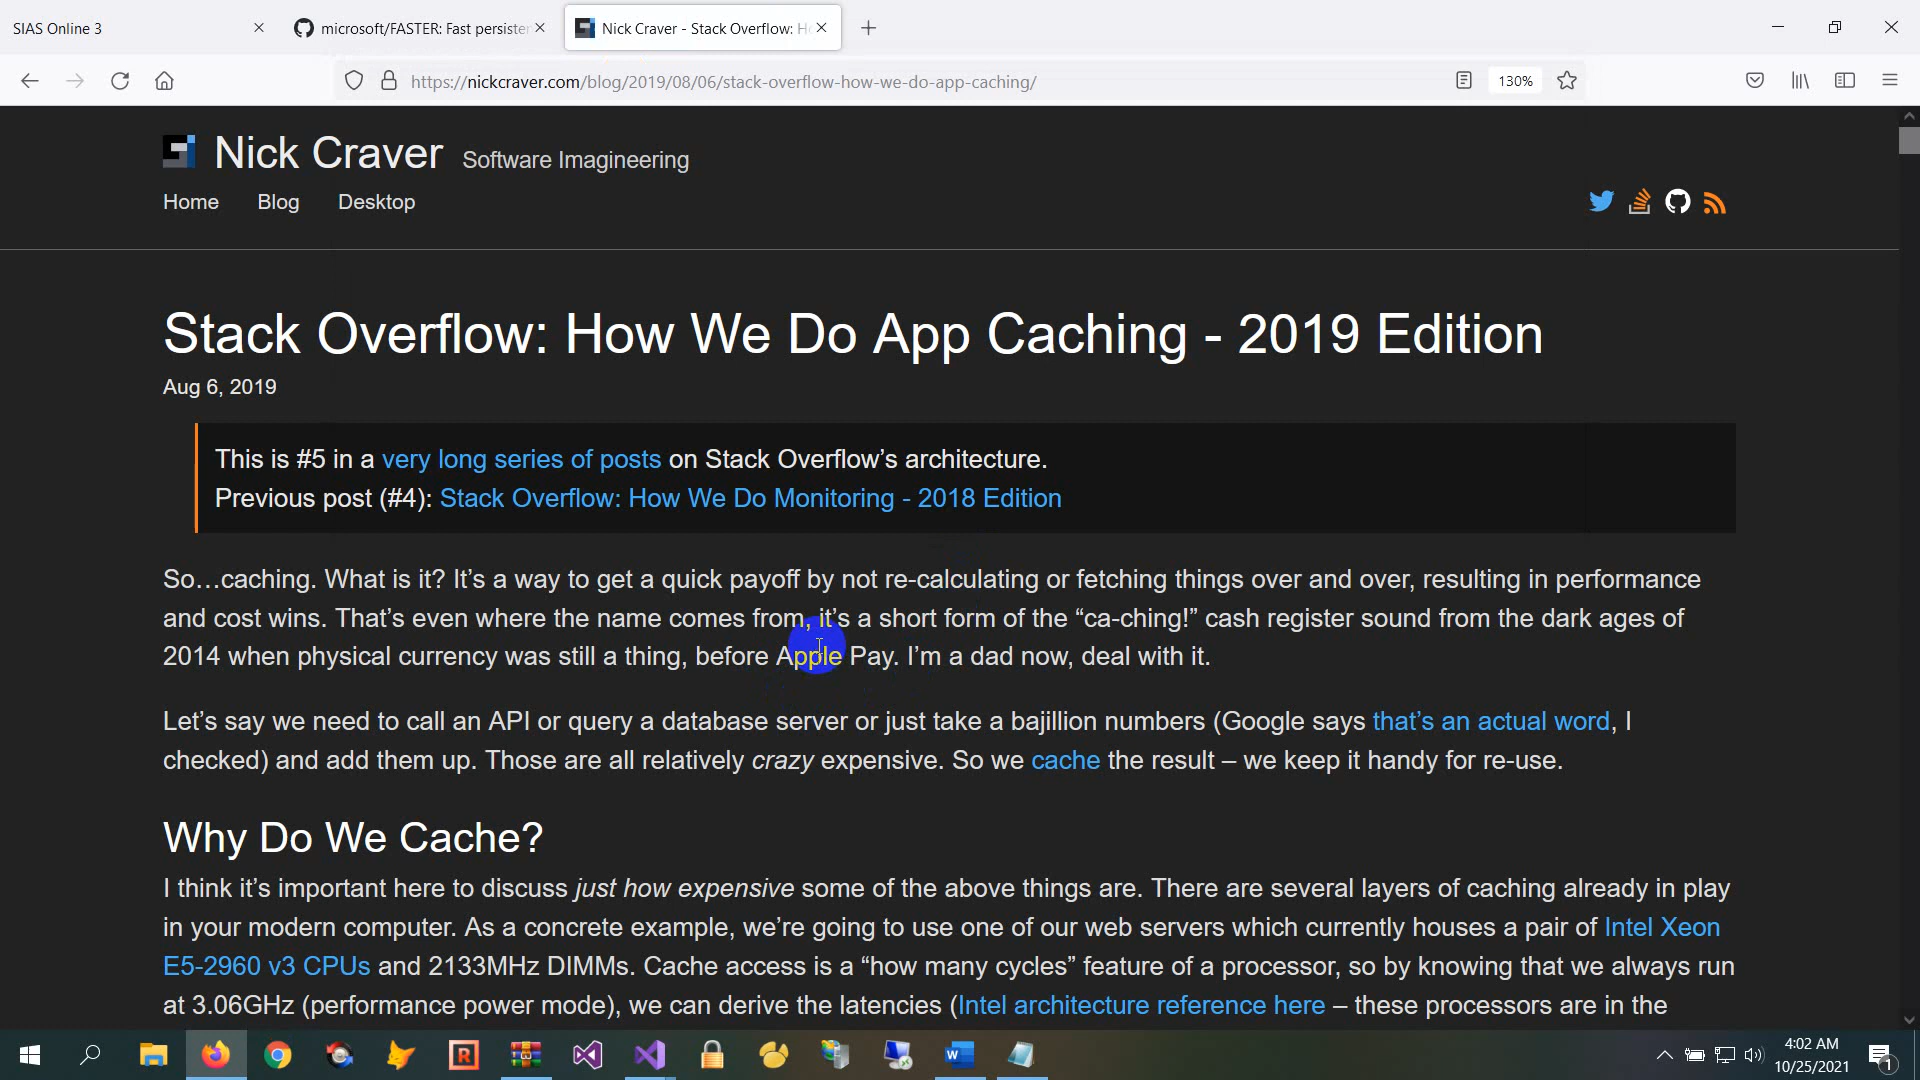 SIAS Online 3
microsoft/FASTER: Fast persister
Nick Craver - Stack Overflow: H
https://nickcraver.com/blog/2019/08/06/stack-overflow-how-we-do-app-caching/
130%
Nick Craver Software Imagineering
Home Blog Desktop
Stack Overflow: How We Do App Caching - 2019 Edition
Aug 6, 2019
This is #5 in a very long series of posts on Stack Overflow’s architecture.
Previous post (#4): Stack Overflow: How We Do Monitoring - 2018 Edition
So…caching. What is it? It’s a way to get a quick payoff by not re-calculating or fetching things over and over, resulting in performance
and cost wins. That’s even where the name comes from, it’s a short form of the “ca-ching!” cash register sound from the dark ages of
2014 when physical currency was still a thing, before Apple Pay. I’m a dad now, deal with it.
Let’s say we need to call an API or query a database server or just take a bajillion numbers (Google says that’s an actual word, I
checked) and add them up. Those are all relatively crazy expensive. So we cache the result – we keep it handy for re-use.
Why Do We Cache?
I think it’s important here to discuss just how expensive some of the above things are. There are several layers of caching already in play
in your modern computer. As a concrete example, we’re going to use one of our web servers which currently houses a pair of Intel Xeon
E5-2960 v3 CPUs and 2133MHz DIMMs. Cache access is a “how many cycles” feature of a processor, so by knowing that we always run
at 3.06GHz (performance power mode), we can derive the latencies (Intel architecture reference here – these processors are in the
4:02 AM
10/25/2021
1